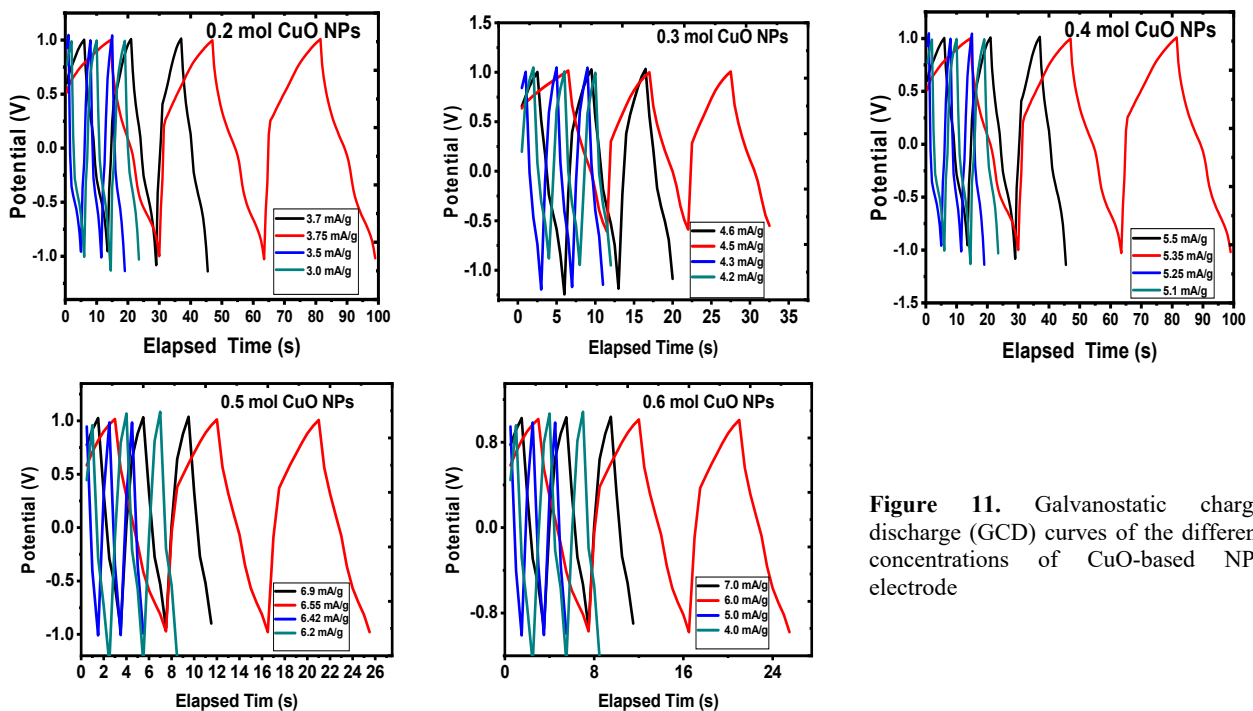 0.2 mol CuO NPs
1.0
0.5
0.0
-0.5
-1.0
Potential (V)
3.7 mA/g
3.75 mA/g
3.5 mA/g
3.0 mA/g
0 10 20 30 40 50 60 70 80 90 100
Elapsed Time (s)
0.3 mol CuO NPs
1.5
1.0
0.5
0.0
-0.5
-1.0
Potential (V)
4.6 mA/g
4.5 mA/g
4.3 mA/g
4.2 mA/g
0 5 10 15 20 25 30 35
Elapsed Time (s)
0.4 mol CuO NPs
1.0
0.5
0.0
-0.5
-1.0
-1.5
Potential (V)
5.5 mA/g
5.35 mA/g
5.25 mA/g
5.1 mA/g
0 10 20 30 40 50 60 70 80 90 100
Elapsed Time (s)
0.5 mol CuO NPs
1.0
0.5
0.0
-0.5
-1.0
Potential (V)
6.9 mA/g
6.55 mA/g
6.42 mA/g
6.2 mA/g
0 2 4 6 8 10 12 14 16 18 20 22 24 26
Elapsed Tim (s)
0.6 mol CuO NPs
0.8
0.0
-0.8
Potential (V)
7.0 mA/g
6.0 mA/g
5.0 mA/g
4.0 mA/g
0 8 16 24
Elapsed Tim (s)
Figure 11. Galvanostatic charg
discharge (GCD) curves of the differen
concentrations of CuO-based NP
electrode